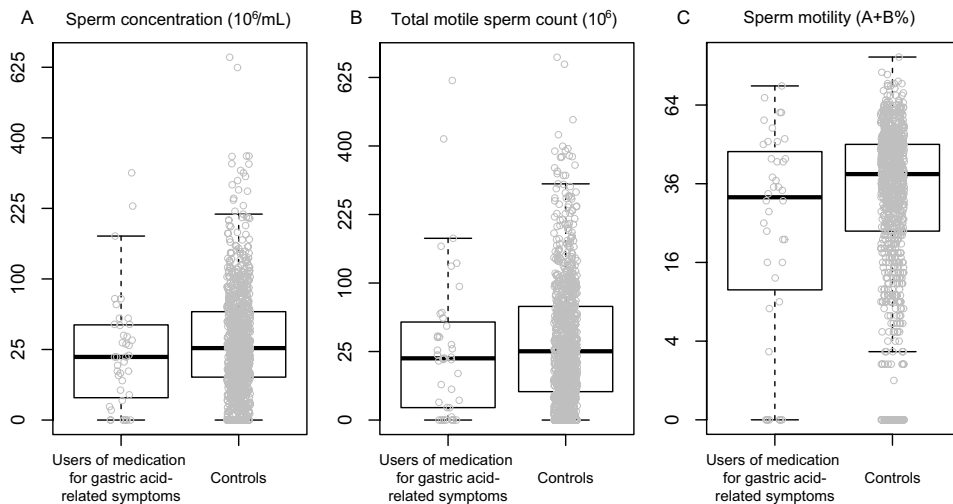 A Sperm concentration (10⁶/mL)
625
400
225
100
25
0
Users of medication
for gastric acid-
related symptoms
Controls
B Total motile sperm count (10⁶)
625
400
225
100
25
0
Users of medication
for gastric acid-
related symptoms
Controls
C Sperm motility (A+B%)
64
36
16
4
0
Users of medication
for gastric acid-
related symptoms
Controls